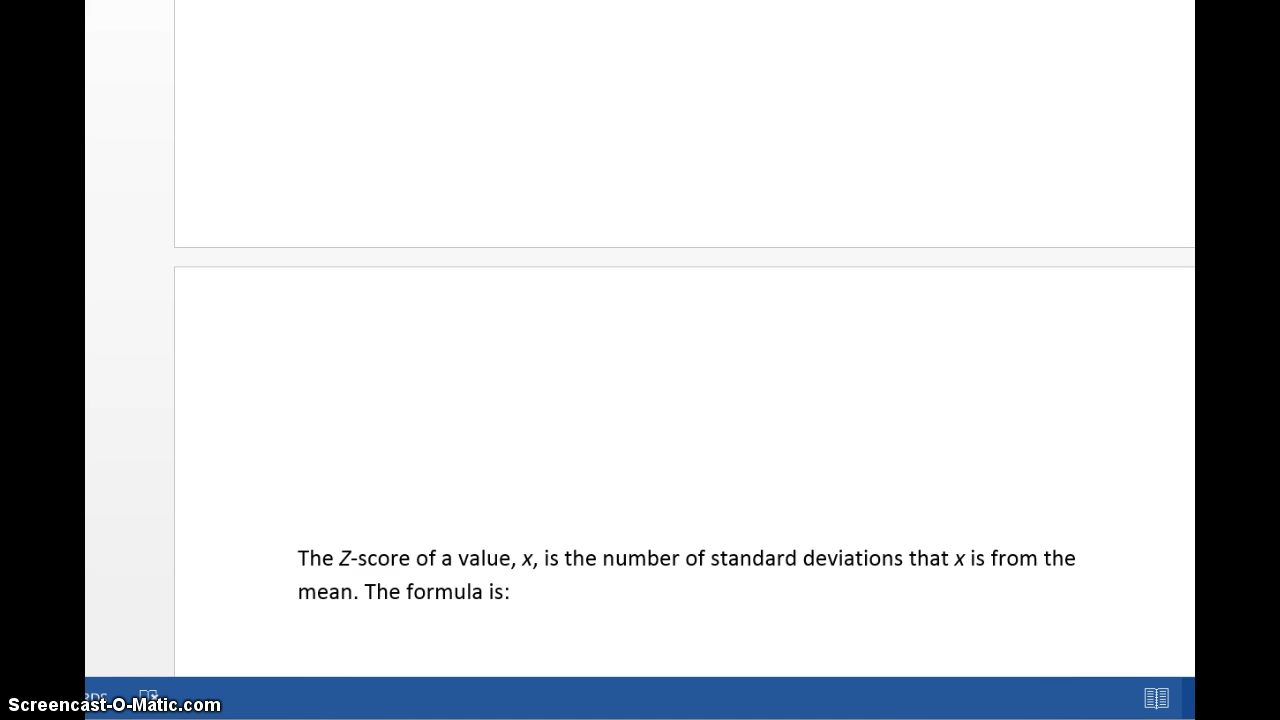 The Z-score of a value, x, is the number of standard deviations that x is from the
mean. The formula is:
RDS
Screencast-O-Matic.com